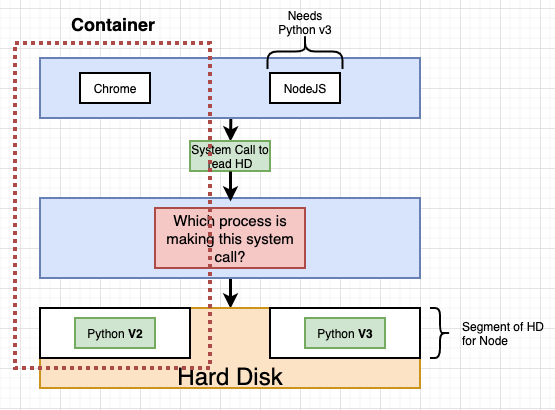 Container
Needs
Python v3
Chrome
NodeJS
System Call to
read HD
Which process is
making this system
call?
Python V2
Python V3
Segment of HD
for Node
Hard Disk